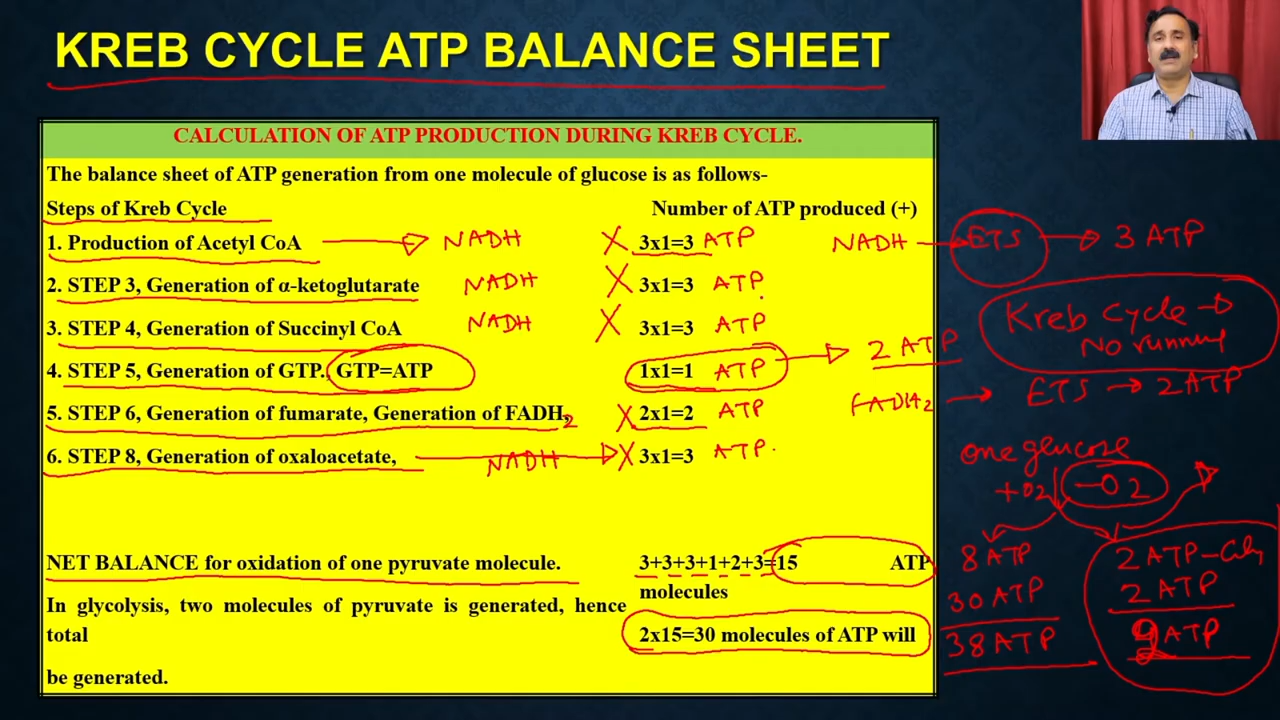 KREB CYCLE ATP BALANCE SHEET
CALCULATION OF ATP PRODUCTION DURING KREB CYCLE.
The balance sheet of ATP generation from one molecule of glucose is as follows-
Steps of Kreb Cycle Number of ATP produced (+)
1. Production of Acetyl CoA NADH 3x1=3 ATP
2. STEP 3, Generation of α-ketoglutarate NADH 3x1=3 ATP
3. STEP 4, Generation of Succinyl CoA NADH 3x1=3 ATP
4. STEP 5, Generation of GTP.. GTP=ATP 1x1=1 ATP 2 ATP
5. STEP 6, Generation of fumarate, Generation of FADH2 2x1=2 ATP
6. STEP 8, Generation of oxaloacetate, NADH 3x1=3 ATP.
NET BALANCE for oxidation of one pyruvate molecule. 3+3+3+1+2+3=15 ATP
molecules
In glycolysis, two molecules of pyruvate is generated, hence
total
2x15=30 molecules of ATP will
be generated.
NADH ETS 3 ATP
Kreb Cycle
No running
FADH2 ETS 2ATP
one glucose
+O2 -O2
8 ATP
30 ATP
38 ATP
2 ATP
2 ATP
ATP